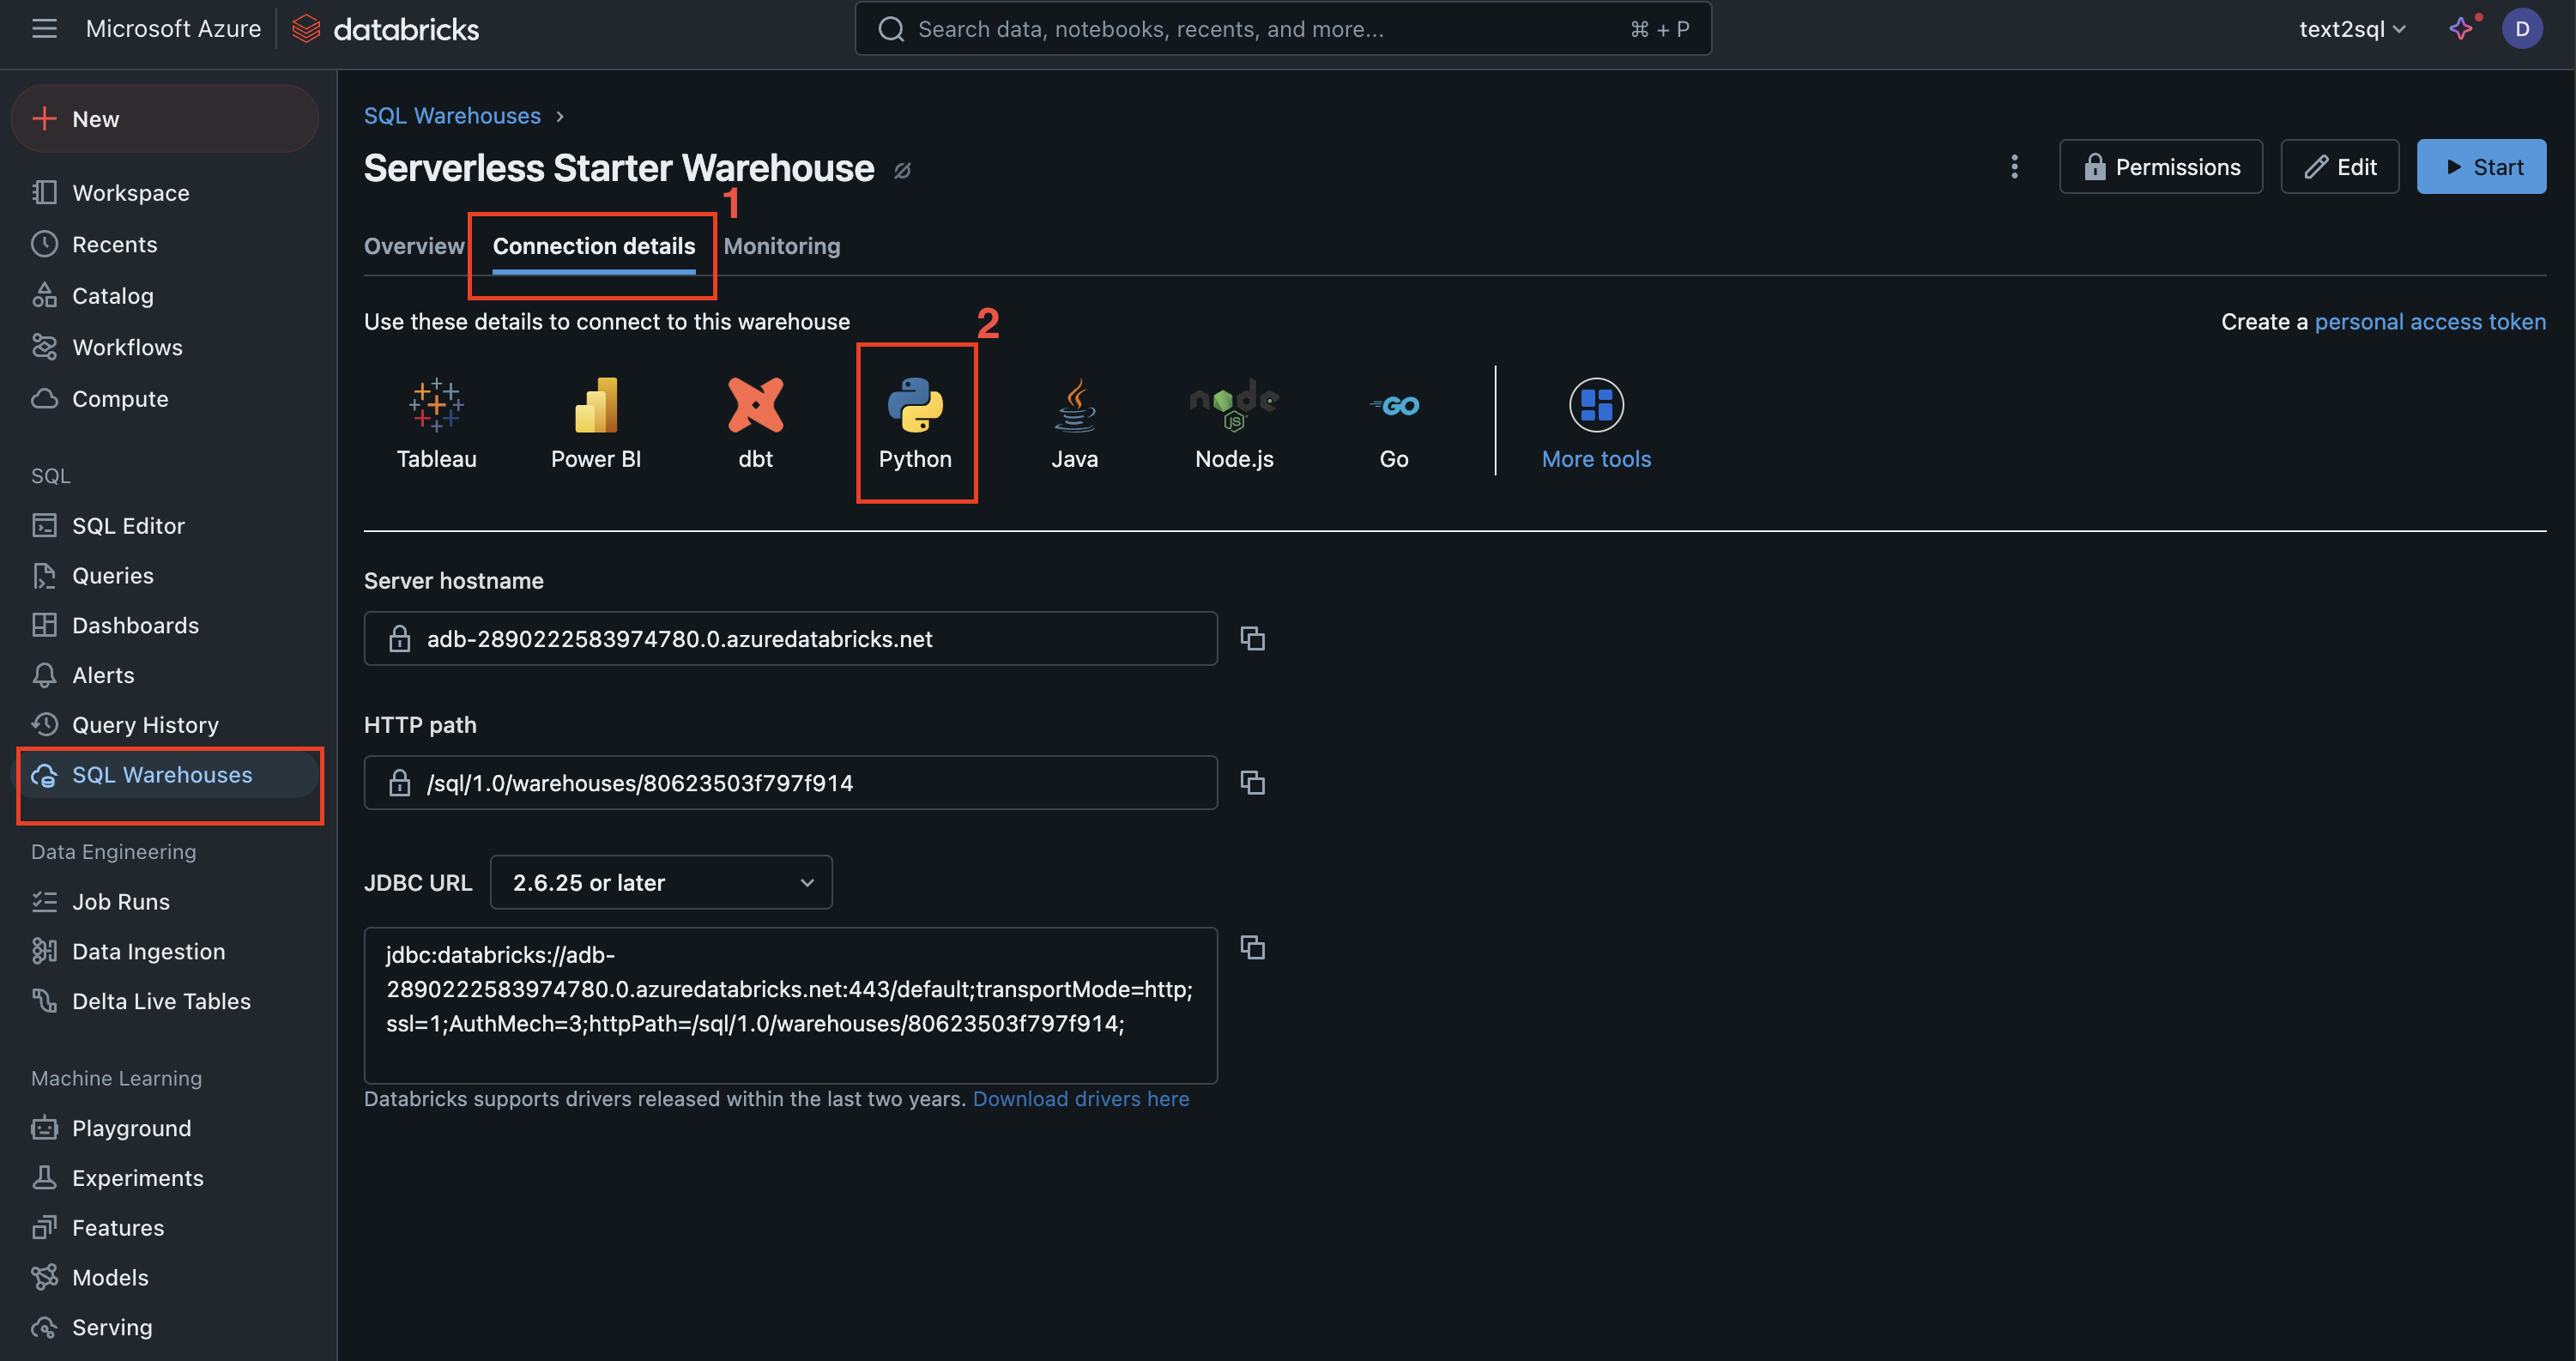 Microsoft Azure
databricks
Search data, notebooks, recents, and more...
⌘ + P
text2sql
D
New
Workspace
Recents
Catalog
Workflows
Compute
SQL
SQL Editor
Queries
Dashboards
Alerts
Query History
SQL Warehouses
Data Engineering
Job Runs
Data Ingestion
Delta Live Tables
Machine Learning
Playground
Experiments
Features
Models
Serving
SQL Warehouses ›
Serverless Starter Warehouse
Permissions
Edit
Start
1
Overview
Connection details
Monitoring
Use these details to connect to this warehouse
2
Create a personal access token
Tableau
Power BI
dbt
Python
Java
node
JS
Node.js
GO
Go
More tools
Server hostname
adb-2890222583974780.0.azuredatabricks.net
HTTP path
/sql/1.0/warehouses/80623503f797f914
JDBC URL
2.6.25 or later
jdbc:databricks://adb-
2890222583974780.0.azuredatabricks.net:443/default;transportMode=http;
ssl=1;AuthMech=3;httpPath=/sql/1.0/warehouses/80623503f797f914;
Databricks supports drivers released within the last two years. Download drivers here